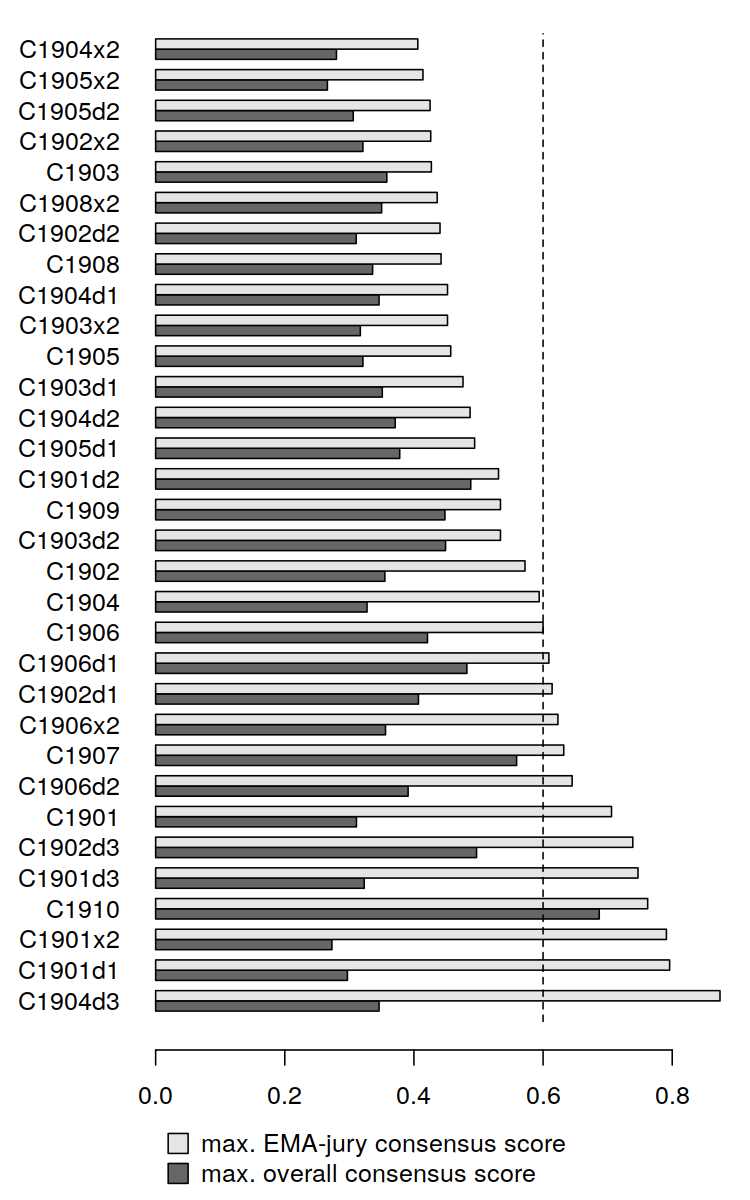 C1904x2
C1905x2
C1905d2
C1902x2
C1903
C1908x2
C1902d2
C1908
C1904d1
C1903x2
C1905
C1903d1
C1904d2
C1905d1
C1901d2
C1909
C1903d2
C1902
C1904
C1906
C1906d1
C1902d1
C1906x2
C1907
C1906d2
C1901
C1902d3
C1901d3
C1910
C1901x2
C1901d1
C1904d3
0.0 0.2 0.4 0.6 0.8
max. EMA-jury consensus score
max. overall consensus score